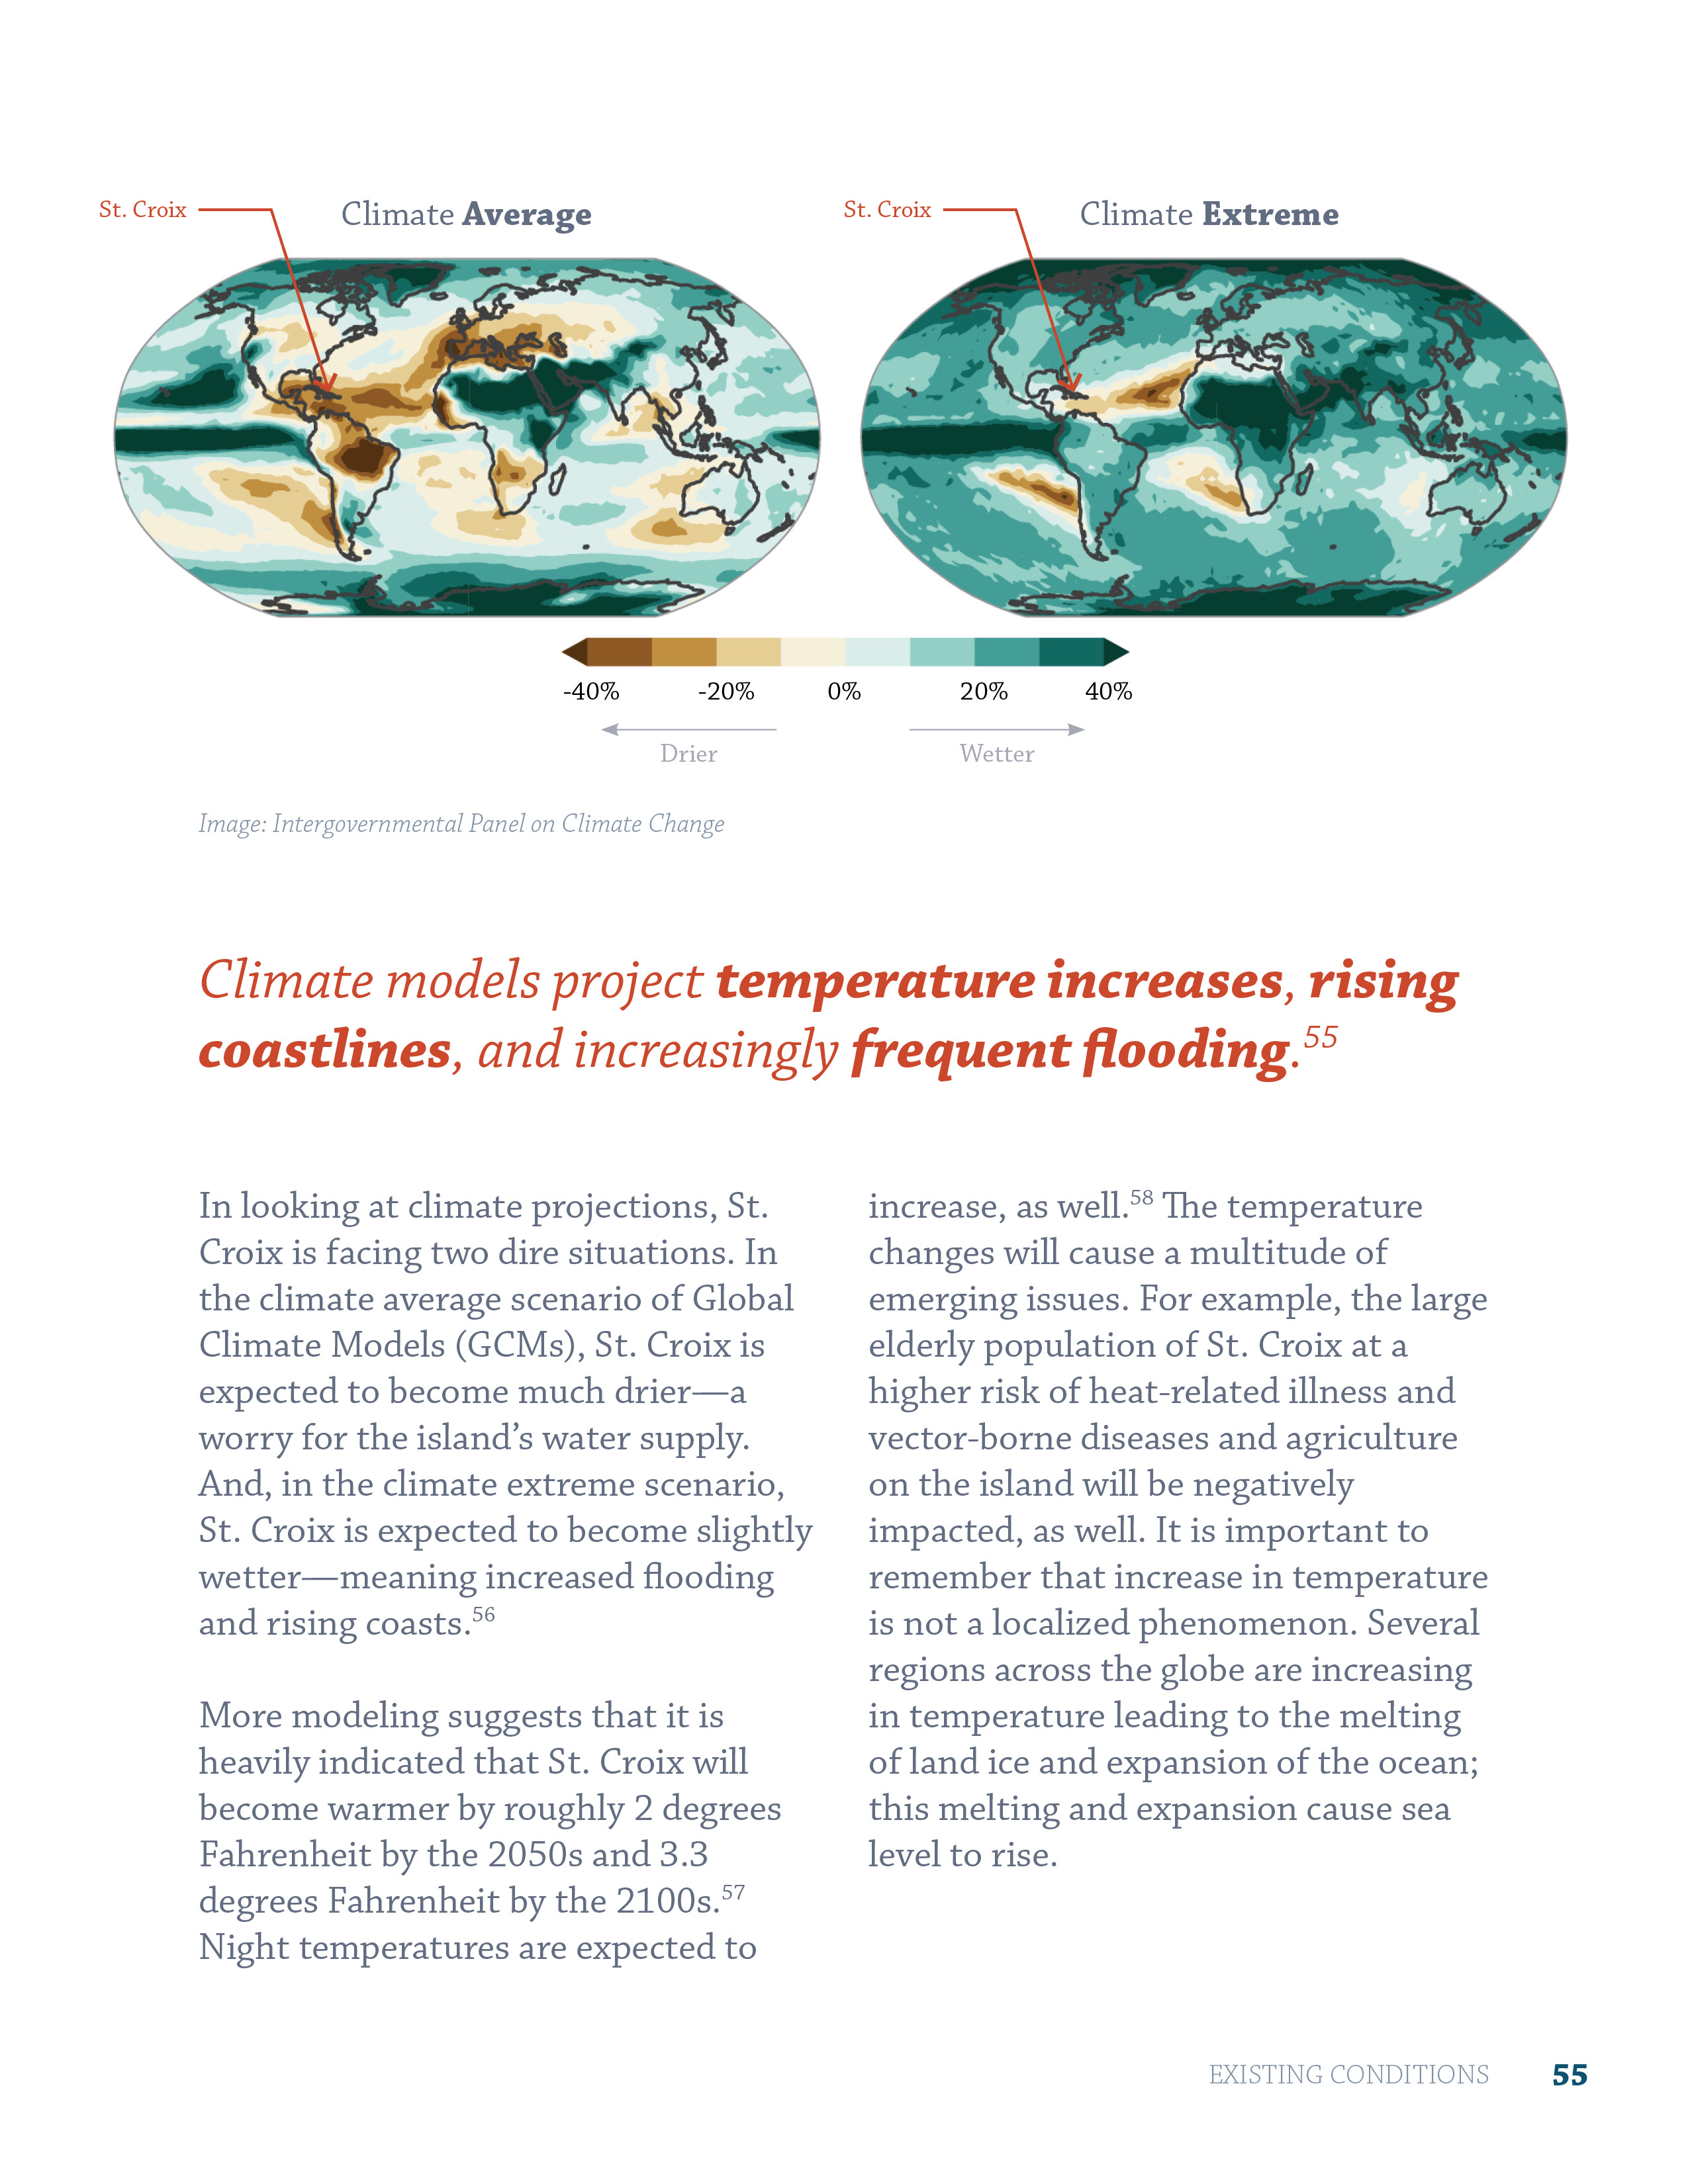 St. Croix
Climate Average
St. Croix
Climate Extreme
-40%
-20%
0%
20%
40%
Drier
Wetter
Image: Intergovernmental Panel on Climate Change
Climate models project temperature increases, rising
coastlines, and increasingly frequent flooding.55
In looking at climate projections, St.
Croix is facing two dire situations. In
the climate average scenario of Global
Climate Models (GCMs), St. Croix is
expected to become much drier—a
worry for the island’s water supply.
And, in the climate extreme scenario,
St. Croix is expected to become slightly
wetter—meaning increased flooding
and rising coasts.56
More modeling suggests that it is
heavily indicated that St. Croix will
become warmer by roughly 2 degrees
Fahrenheit by the 2050s and 3.3
degrees Fahrenheit by the 2100s.57
Night temperatures are expected to
increase, as well.58 The temperature
changes will cause a multitude of
emerging issues. For example, the large
elderly population of St. Croix at a
higher risk of heat-related illness and
vector-borne diseases and agriculture
on the island will be negatively
impacted, as well. It is important to
remember that increase in temperature
is not a localized phenomenon. Several
regions across the globe are increasing
in temperature leading to the melting
of land ice and expansion of the ocean;
this melting and expansion cause sea
level to rise.
EXISTING CONDITIONS 55